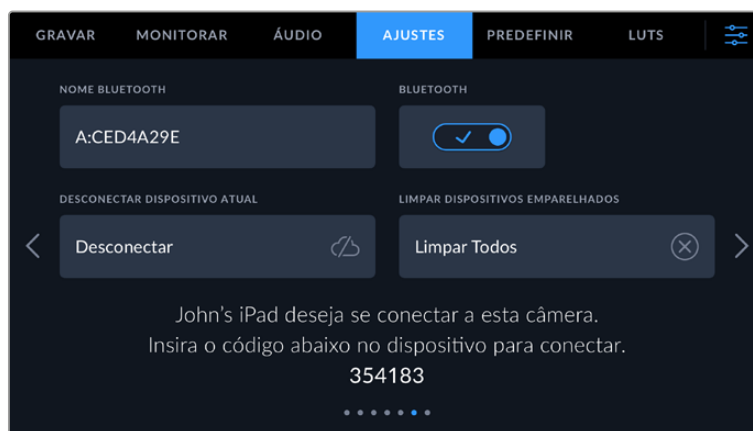 GRAVAR MONITORAR ÁUDIO AJUSTES PREDEFINIR LUTS
NOME BLUETOOTH BLUETOOTH
A:CED4A29E
DESCONECTAR DISPOSITIVO ATUAL LIMPAR DISPOSITIVOS EMPARELHADOS
Desconectar Limpar Todos
John’s iPad deseja se conectar a esta câmera.
Insira o código abaixo no dispositivo para conectar.
354183